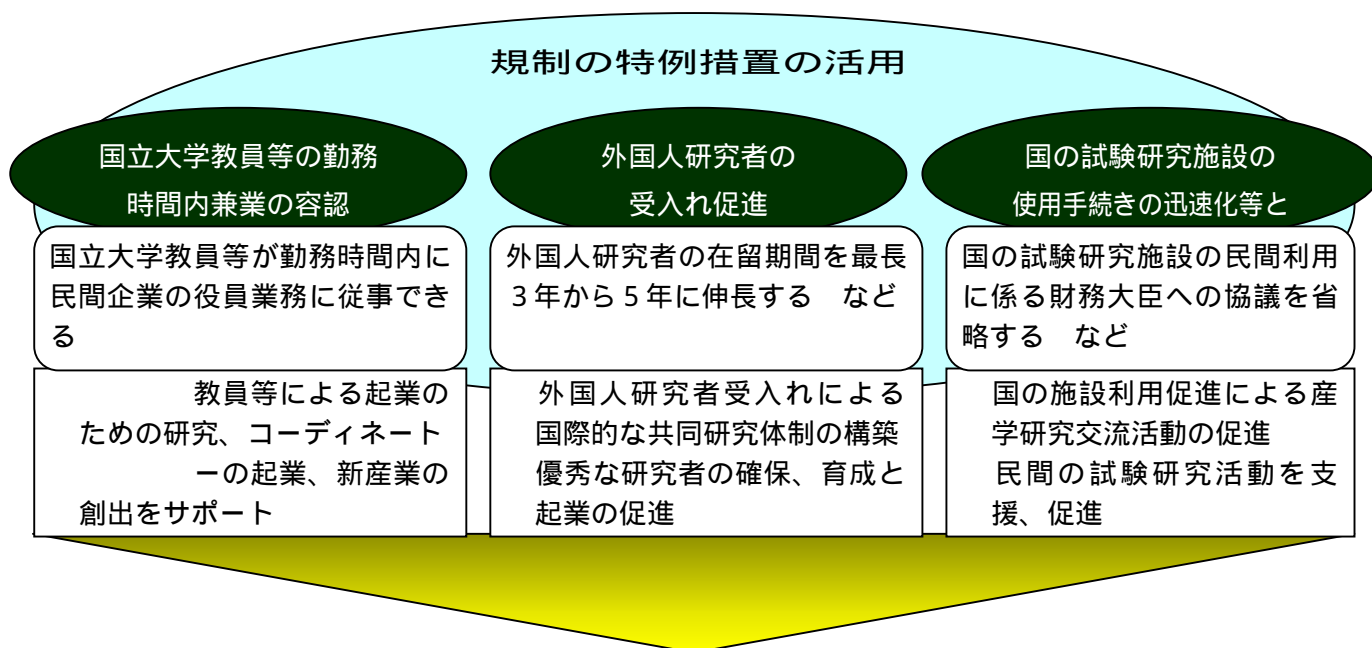 規制の特例措置の活用
国立大学教員等の勤務
時間内兼業の容認
国立大学教員等が勤務時間内に
民間企業の役員業務に従事でき
る
教員等による起業の
ための研究、コーディネート
ーの起業、新産業の
創出をサポート
外国人研究者の
受入れ促進
外国人研究者の在留期間を最長
３年から５年に伸長する　など
外国人研究者受入れによる
国際的な共同研究体制の構築
優秀な研究者の確保、育成と
起業の促進
国の試験研究施設の
使用手続きの迅速化等と
国の試験研究施設の民間利用
に係る財務大臣への協議を省
略する　など
国の施設利用促進による産
学研究交流活動の促進
民間の試験研究活動を支
援、促進